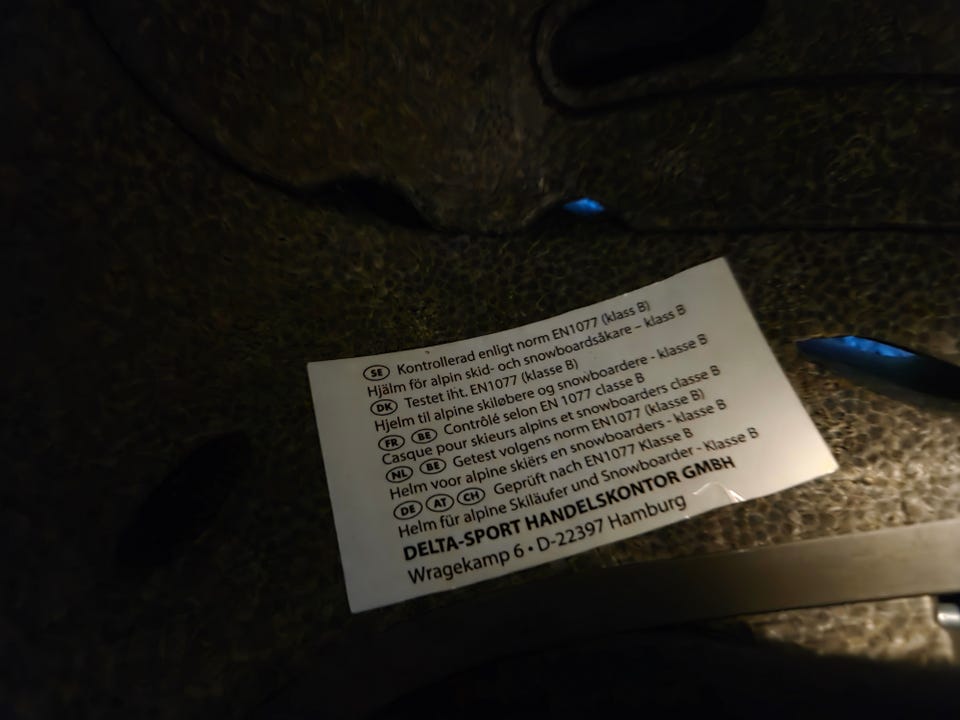 SE Kontrollerad enligt norm EN1077 (klass B)
Hjälm för alpin skid- och snowboardsåkare – klass B
DK Testet iht. EN1077 (klasse B)
Hjelm til alpine skiløbere og snowboardere - klasse B
FR BE Contrôlé selon EN 1077 classe B
Casque pour skieurs alpins et snowboarders classe B
NL BE Getest volgens norm EN1077 (klasse B)
Helm voor alpine skiërs en snowboarders - klasse B
DE AT CH Geprüft nach EN1077 Klasse B
Helm für alpine Skiläufer und Snowboarder - Klasse B
DELTA-SPORT HANDELSKONTOR GMBH
Wragekamp 6 • D-22397 Hamburg